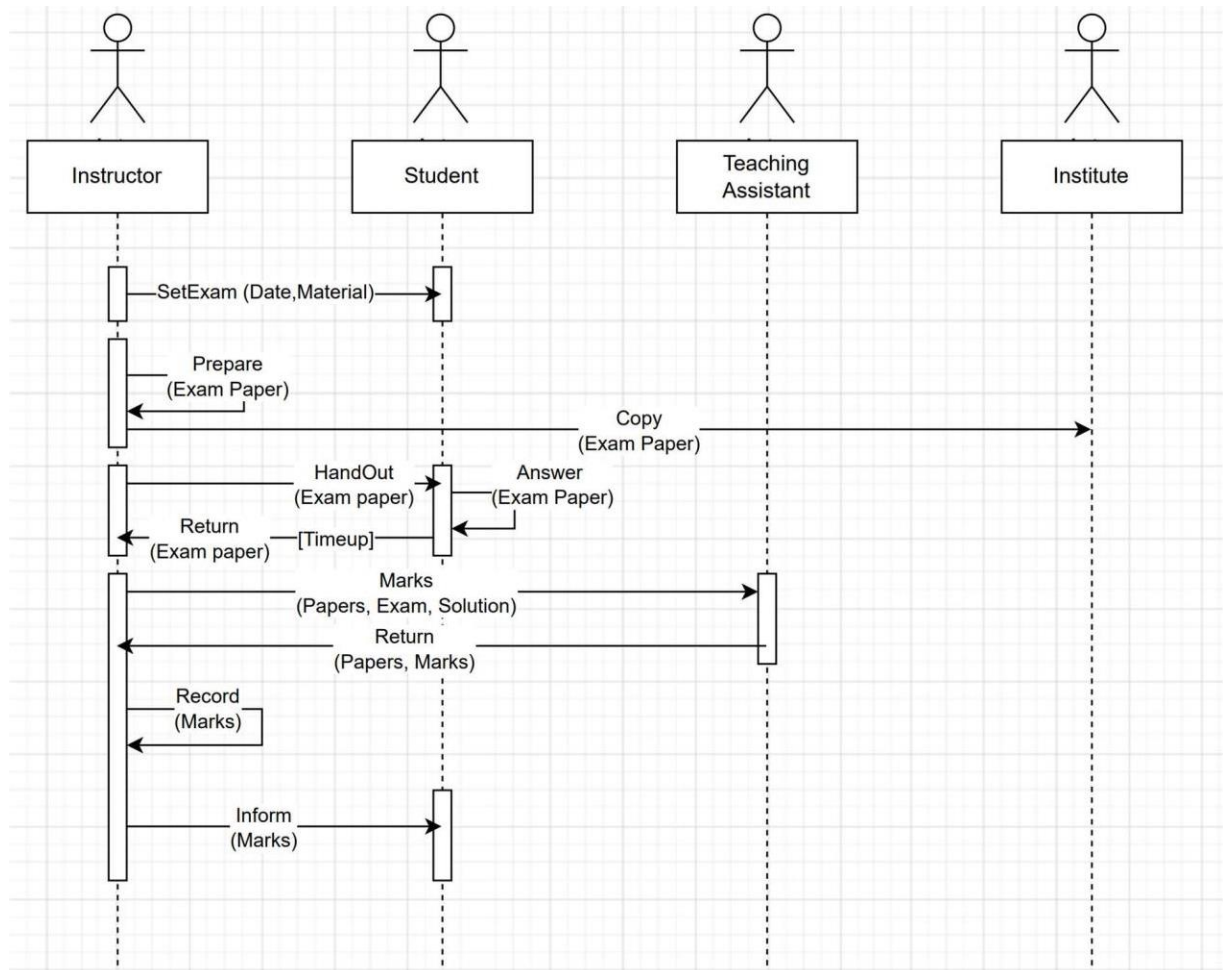 Instructor
Student
Teaching
Assistant
Institute
SetExam (Date,Material)
Prepare
(Exam Paper)
Copy
(Exam Paper)
HandOut
(Exam paper)
Answer
(Exam Paper)
Return
(Exam paper)
[Timeup]
Marks
(Papers, Exam, Solution)
Return
(Papers, Marks)
Record
(Marks)
Inform
(Marks)